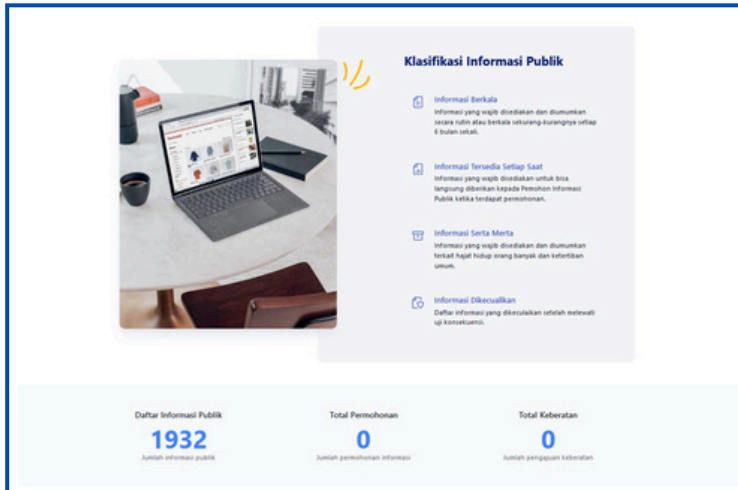 Klasifikasi Informasi Publik
Informasi Berkala
Informasi yang wajib disediakan dan diumumkan
secara rutin atau berkala sekurang-kurangnya setiap
6 bulan sekali.
Informasi Tersedia Setiap Saat
Informasi yang wajib disediakan untuk bisa
langsung diberikan kepada Pemohon Informasi
Publik ketika terdapat permohonan.
Informasi Serta Merta
Informasi yang wajib disediakan dan diumumkan
terkait hajat hidup orang banyak dan ketertiban
umum.
Informasi Dikecualikan
Daftar informasi yang dikeculaikan setelah melewati
uji konsekuensi.
Daftar Informasi Publik
1932
Jumlah informasi publik
Total Permohonan
0
Jumlah permohonan informasi
Total Keberatan
0
Jumlah pengajuan keberatan